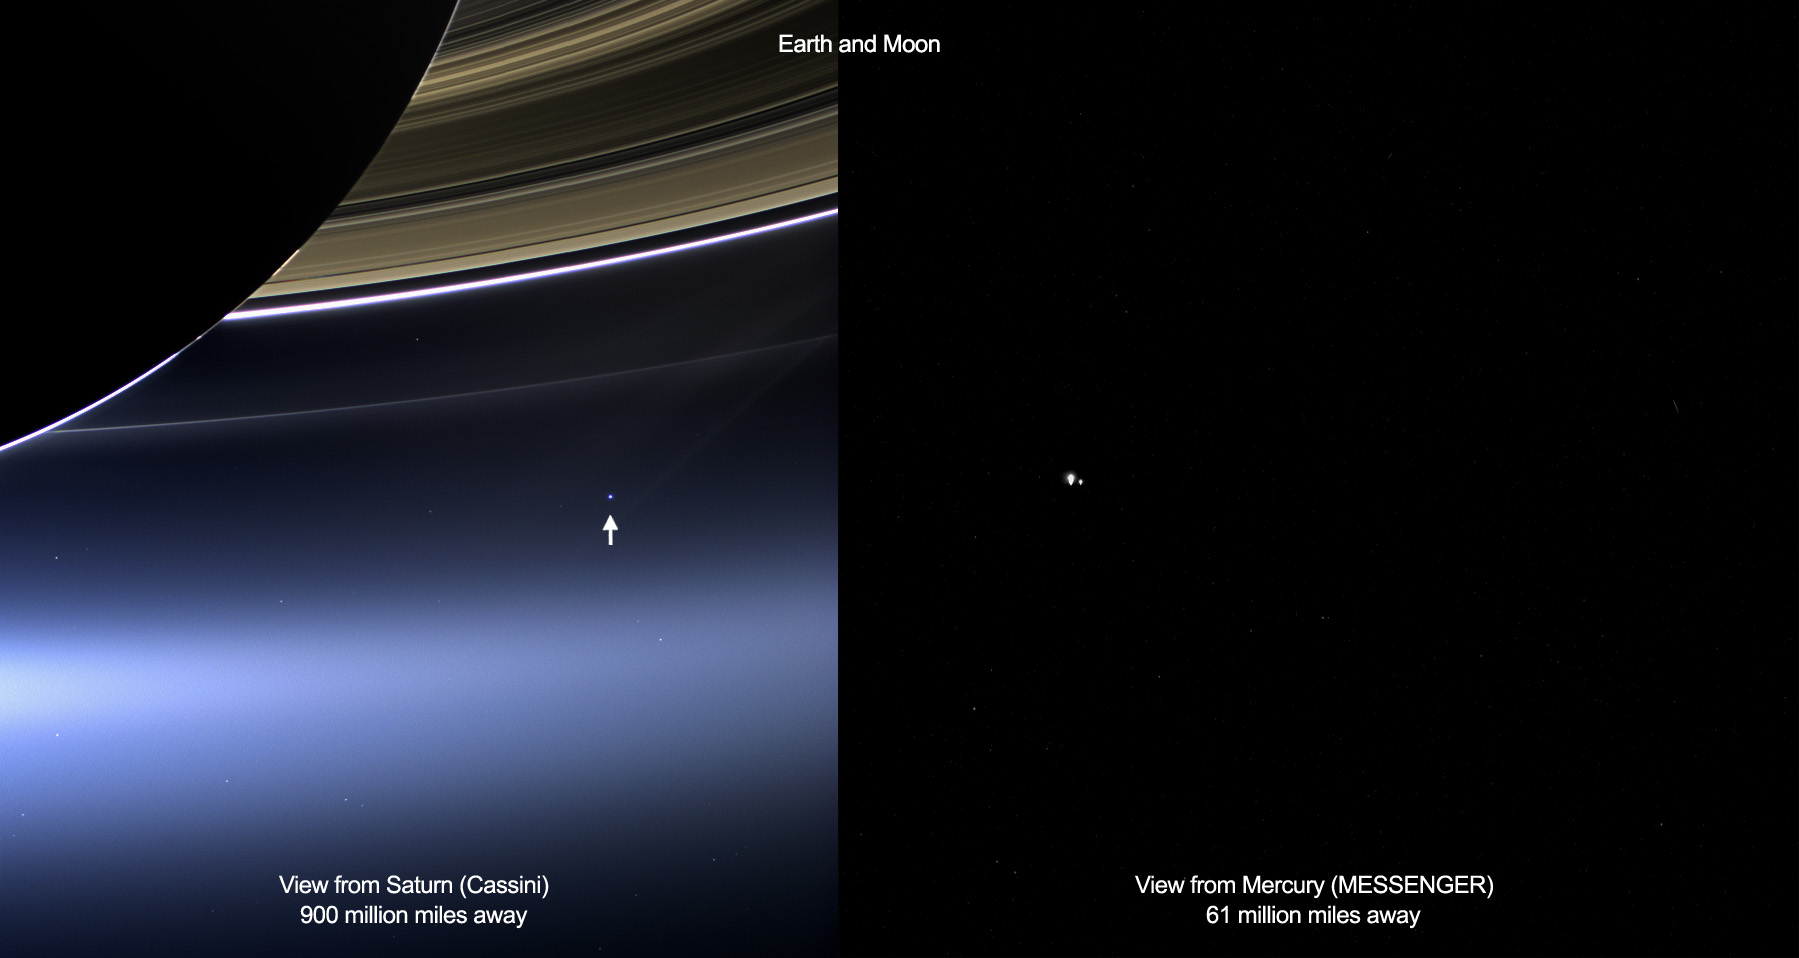 Earth and Moon
View from Saturn (Cassini)
900 million miles away
View from Mercury (MESSENGER)
61 million miles away